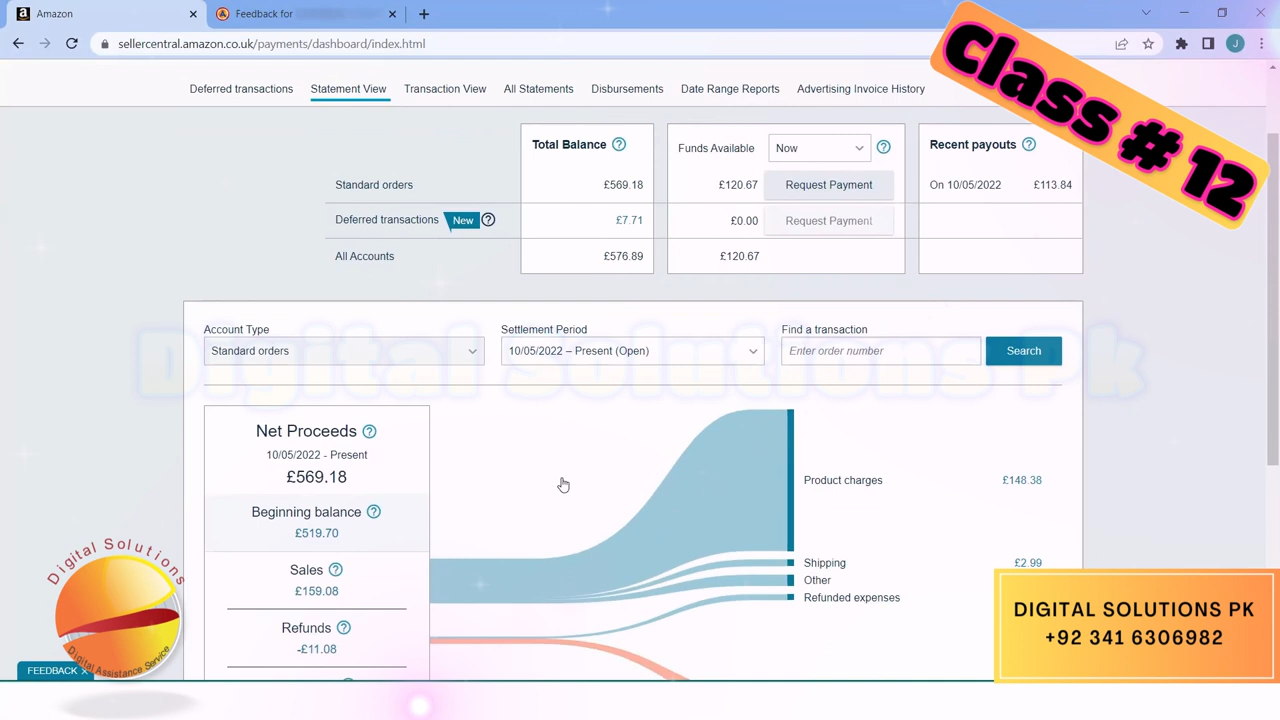 Amazon
Feedback for
sellercentral.amazon.co.uk/payments/dashboard/index.html
J
Class # 12
Deferred transactions Statement View Transaction View All Statements Disbursements Date Range Reports Advertising Invoice History
Total Balance ? Funds Available Now ? Recent payouts ?
Standard orders £569.18 £120.67 Request Payment On 10/05/2022 £113.84
Deferred transactions New ? £7.71 £0.00 Request Payment
All Accounts £576.89 £120.67
Digital Solutions Pk
Account Type Settlement Period Find a transaction
Standard orders 10/05/2022 – Present (Open) Enter order number Search
Net Proceeds ?
10/05/2022 - Present
£569.18
Beginning balance ?
£519.70
Sales ?
£159.08
Refunds ?
-£11.08
Product charges £148.38
Shipping £2.99
Other
Refunded expenses
Digital Solutions
Digital Assistance Service
FEEDBACK ×
DIGITAL SOLUTIONS PK
+92 341 6306982